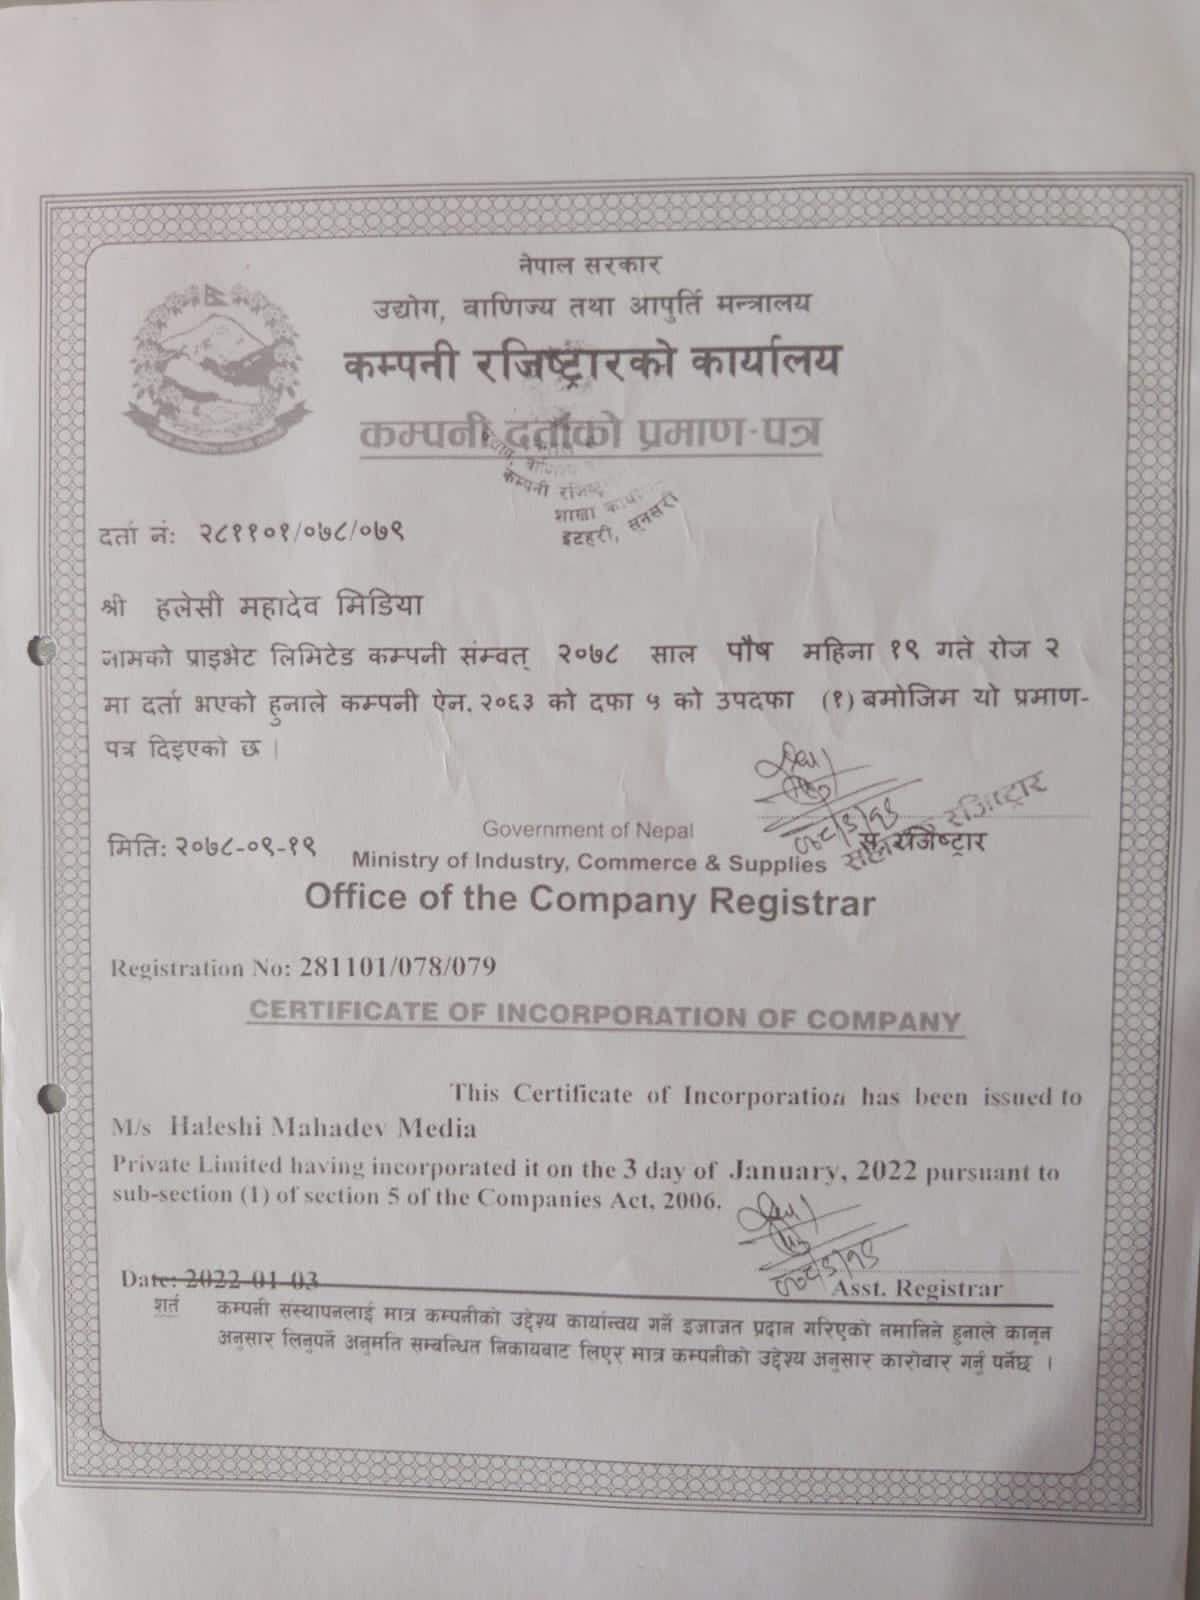 नेपाल सरकार
उद्योग, वाणिज्य तथा आपुर्ति मन्त्रालय
कम्पनी रजिष्ट्रारको कार्यालय
कम्पनी दर्ताको प्रमाण-पत्र
कम्पनी
शाखा
इटहरी, सुनसरी
दर्ता नं: २८११०१/०७८/०७९
श्री हलेसी महादेव मिडिया
नामको प्राइभेट लिमिटेड कम्पनी संम्वत् २०७८ साल पौष महिना १९ गते रोज २
मा दर्ता भएको हुनाले कम्पनी ऐन, २०६३ को दफा ५ को उपदफा (१) बमोजिम यो प्रमाण-
पत्र दिइएको छ |
रजिष्ट्रार
स. रजिष्ट्रार
मिति: २०७८-०९-१९
Government of Nepal
Ministry of Industry, Commerce & Supplies
Office of the Company Registrar
Registration No: 281101/078/079
CERTIFICATE OF INCORPORATION OF COMPANY
This Certificate of Incorporation has been issued to
M/s Haleshi Mahadev Media
Private Limited having incorporated it on the 3 day of January, 2022 pursuant to
sub-section (1) of section 5 of the Companies Act, 2006.
Date: 2022-01-03
Asst. Registrar
शर्त कम्पनी संस्थापनलाई मात्र कम्पनीको उद्देश्य कार्यान्वय गर्ने इजाजत प्रदान गरिएको नमानिने हुनाले कानून
अनुसार लिनुपर्ने अनुमति सम्बन्धित निकायबाट लिएर मात्र कम्पनीको उद्देश्य अनुसार कारोवार गर्नु पर्नेछ ।